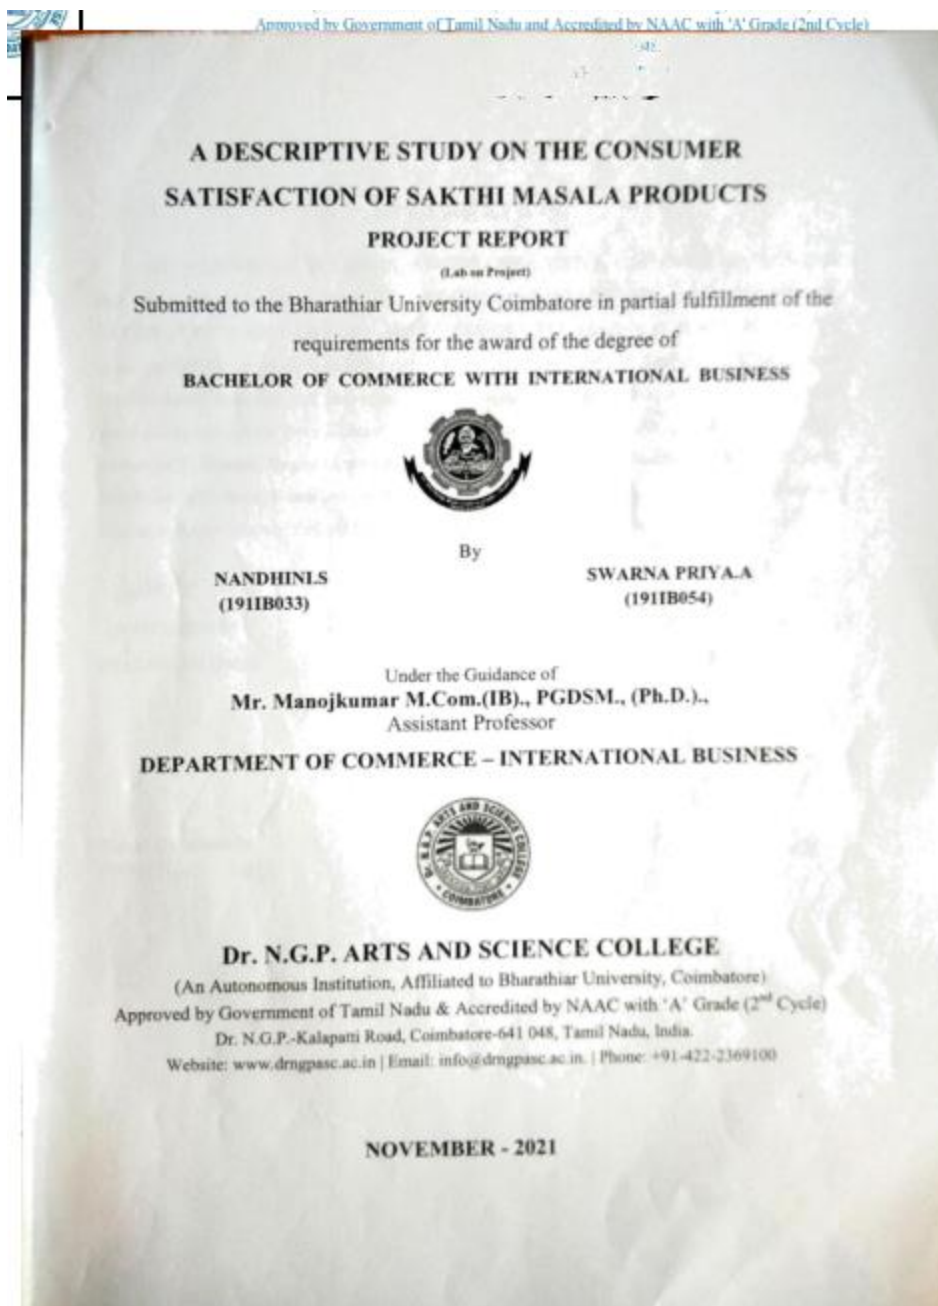 Approved by Government of Tamil Nadu and Accredited by NAAC with 'A' Grade (2nd Cycle)
A DESCRIPTIVE STUDY ON THE CONSUMER
SATISFACTION OF SAKTHI MASALA PRODUCTS
PROJECT REPORT
(Lab on Project)
Submitted to the Bharathiar University Coimbatore in partial fulfillment of the
requirements for the award of the degree of
BACHELOR OF COMMERCE WITH INTERNATIONAL BUSINESS
By
NANDHINI.S
(191IB033)
SWARNA PRIYA.A
(191IB054)
Under the Guidance of
Mr. Manojkumar M.Com.(IB)., PGDSM., (Ph.D.).,
Assistant Professor
DEPARTMENT OF COMMERCE – INTERNATIONAL BUSINESS
Dr. N.G.P. ARTS AND SCIENCE COLLEGE
COIMBATORE
Dr. N.G.P. ARTS AND SCIENCE COLLEGE
(An Autonomous Institution, Affiliated to Bharathiar University, Coimbatore)
Approved by Government of Tamil Nadu & Accredited by NAAC with 'A' Grade (2nd Cycle)
Dr. N.G.P.-Kalapatti Road, Coimbatore-641 048, Tamil Nadu, India.
Website: www.drngpasc.ac.in | Email: info@drngpasc.ac.in. | Phone: +91-422-2369100
NOVEMBER - 2021